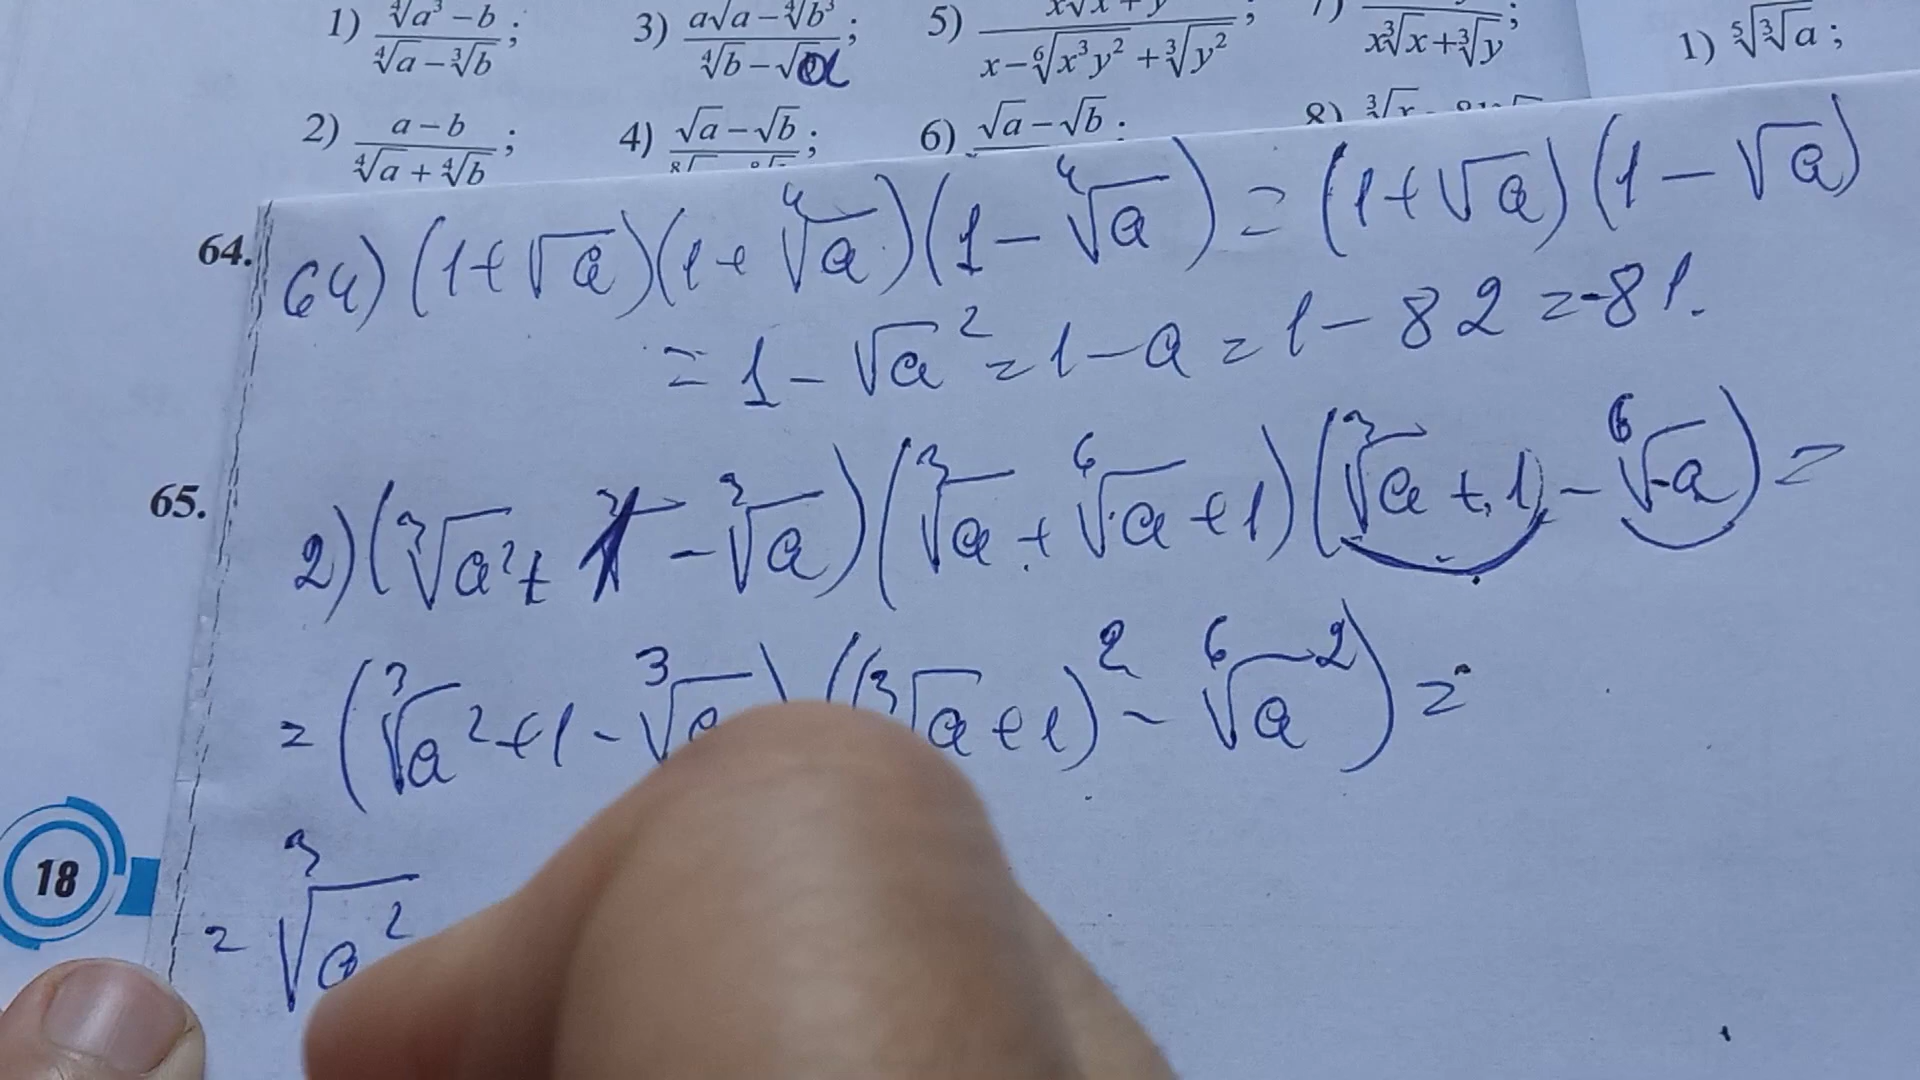 1) (∜a³ − b)/(∜a − ∛b); 3) (a√a − ∜b³)/(∜b − √a); 5) (x√x + y)/(x − ⁶√(x³y²) + ∛y²); 7) /(x∛x + ∛y); 1) ⁵√∛a;
2) (a − b)/(∜a + ∜b); 4) √a − √b; 6) √a − √b; 8)
64. 64) (1+√a)(1+∜a)(1−∜a) = (1+√a)(1−√a)
= 1 − √a² = 1 − a = 1 − 82 = −81.
65. 2) (∛a² + 1 − ∛a)(∛a + ⁶√a + 1)(∛a + 1 − ⁶√a) =
= (∛a² + 1 − ∛a)((∛a + 1)² − ⁶√a²) =
18
= ∛a²